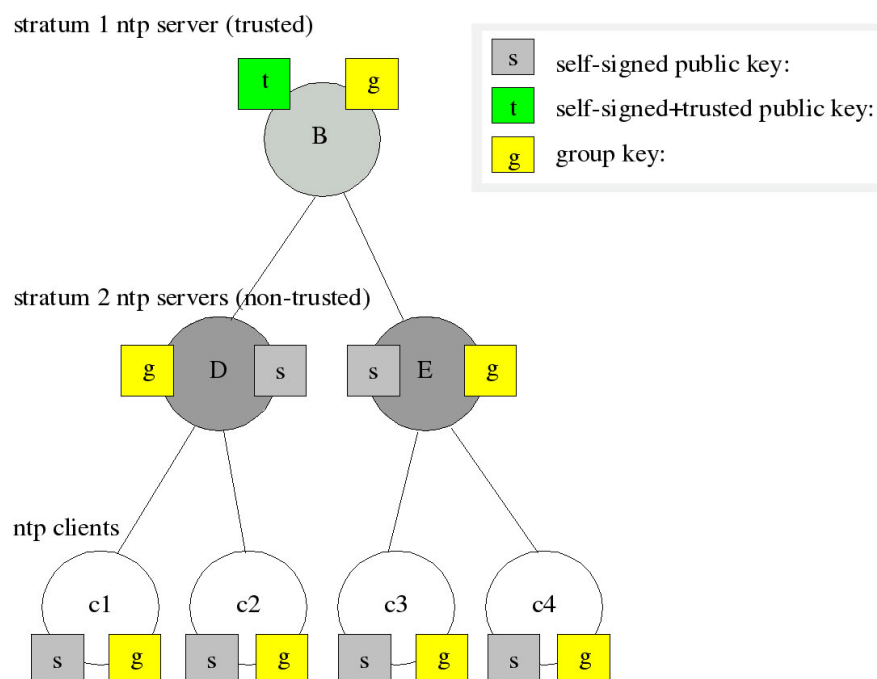 stratum 1 ntp server (trusted)
s self-signed public key:
t self-signed+trusted public key:
g group key:
t g
B
stratum 2 ntp servers (non-trusted)
g D s s E g
ntp clients
c1 c2 c3 c4
s g s g s g s g